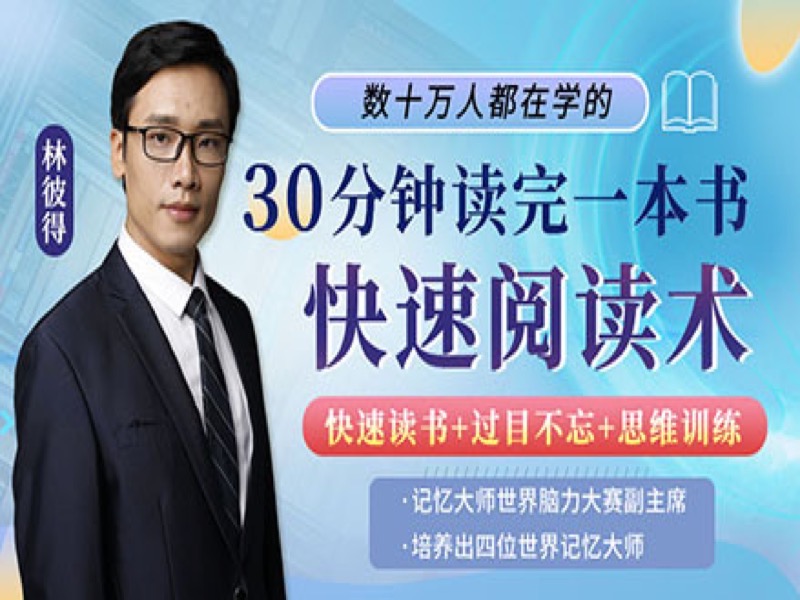 林彼得
数十万人都在学的
30分钟读完一本书
快速阅读术
快速读书+过目不忘+思维训练
·记忆大师世界脑力大赛副主席
·培养出四位世界记忆大师